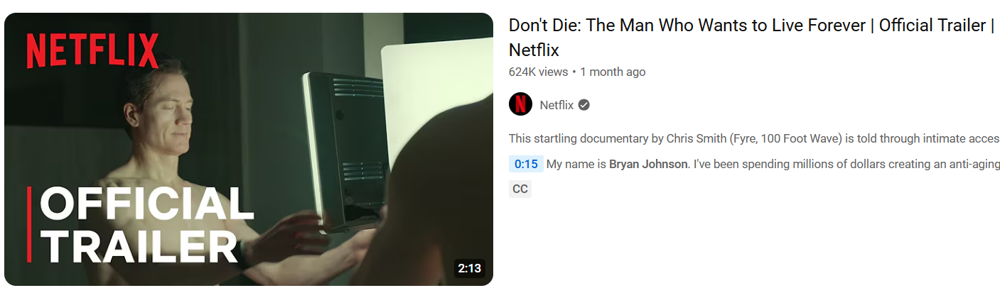 NETFLIX
OFFICIAL
TRAILER
2:13
Don't Die: The Man Who Wants to Live Forever | Official Trailer |
Netflix
624K views • 1 month ago
N Netflix
This startling documentary by Chris Smith (Fyre, 100 Foot Wave) is told through intimate acces
0:15 My name is Bryan Johnson. I've been spending millions of dollars creating an anti-aging
CC